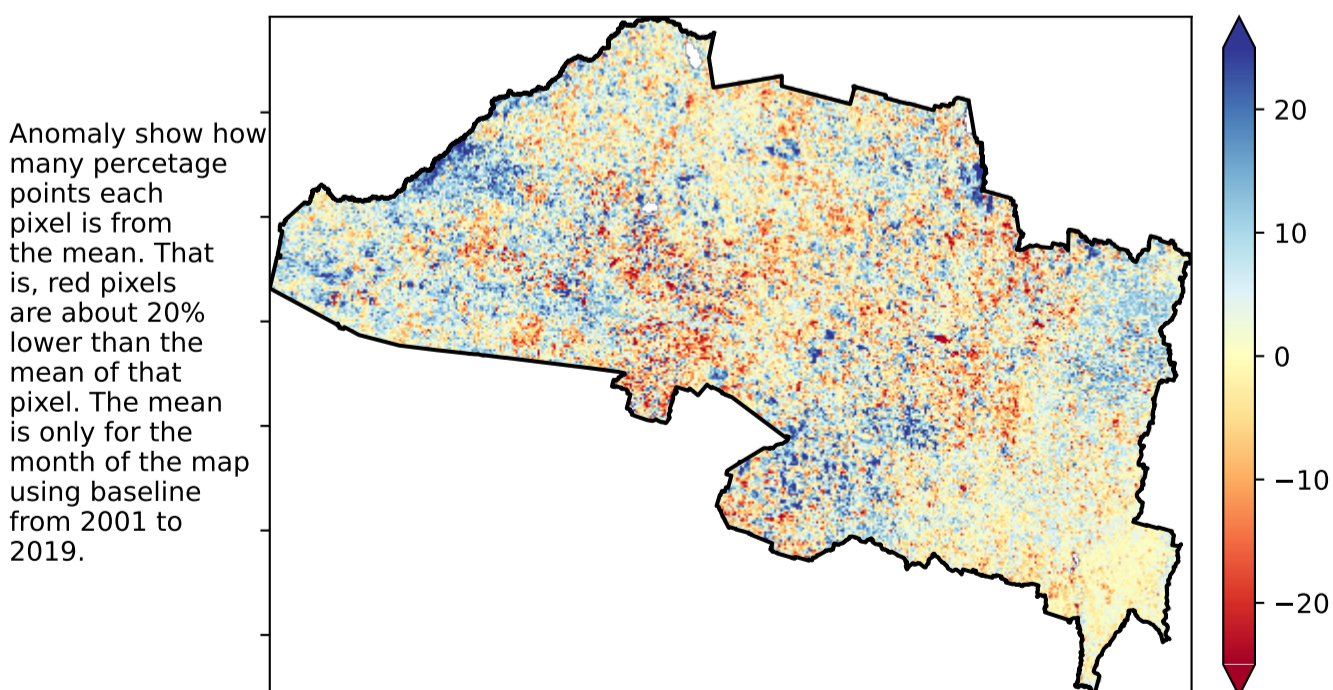 Anomaly show how
many percetage
points each
pixel is from
the mean. That
is, red pixels
are about 20%
lower than the
mean of that
pixel. The mean
is only for the
month of the map
using baseline
from 2001 to
2019.
20
10
0
−10
−20